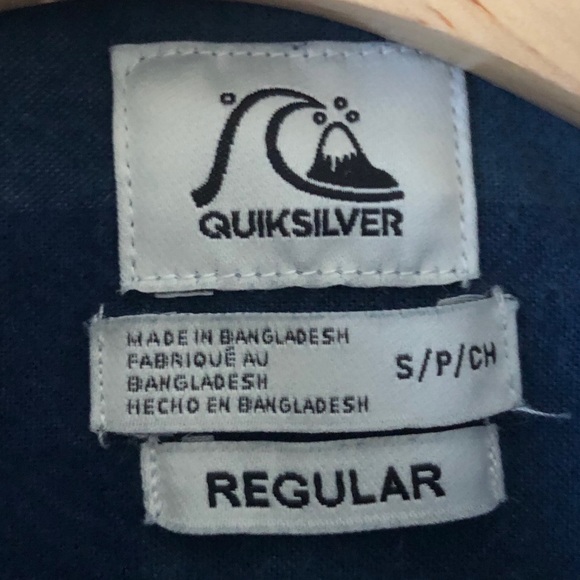 QUIKSILVER
MADE IN BANGLADESH
FABRIQUÉ AU
BANGLADESH
HECHO EN BANGLADESH
S/P/CH
REGULAR